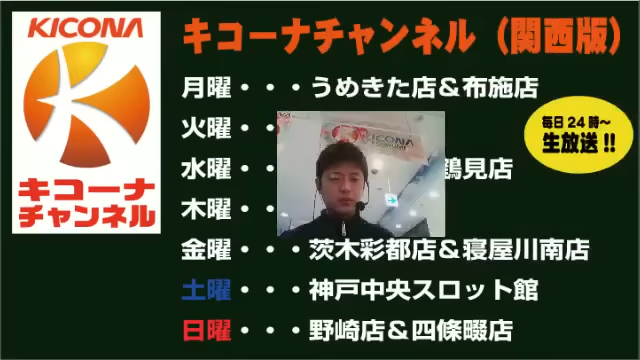 KICONA
キコーナ
チャンネル
キコーナチャンネル（関西版）
月曜・・・うめきた店＆布施店
火曜・・
水曜・・ 鶴見店
木曜・・
金曜・・・茨木彩都店＆寝屋川南店
土曜・・・神戸中央スロット館
日曜・・・野崎店＆四條畷店
毎日24時～
生放送!!
KICONA